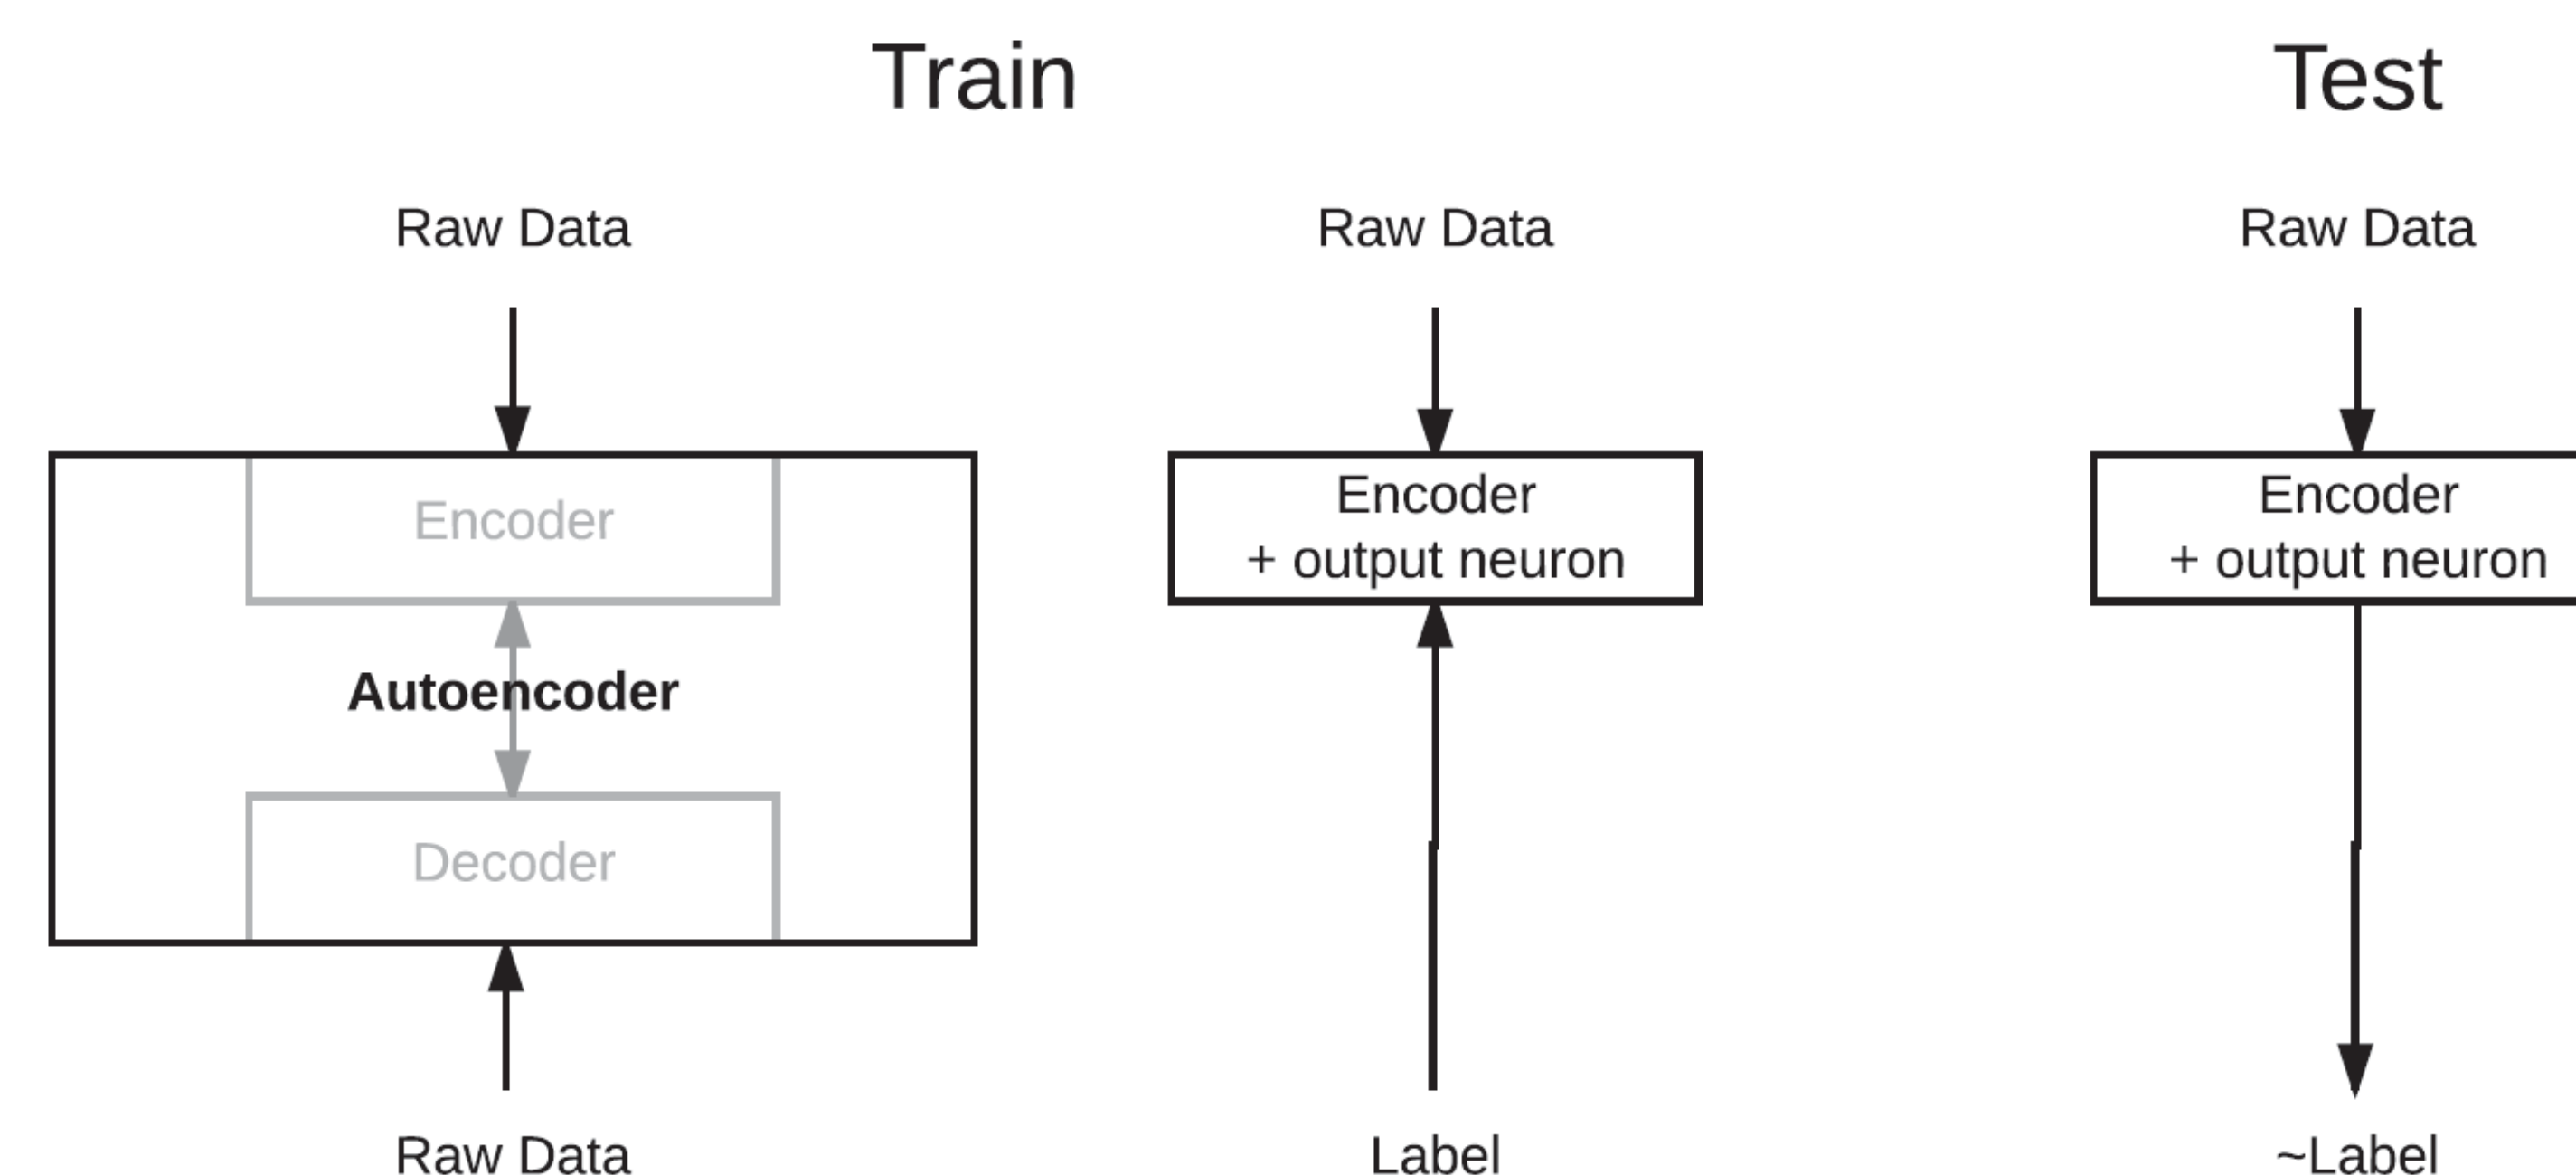 Train
Test
Raw Data
Raw Data
Raw Data
Encoder
Encoder
+ output neuron
Encoder
+ output neuron
Autoencoder
Decoder
Raw Data
Label
~Label